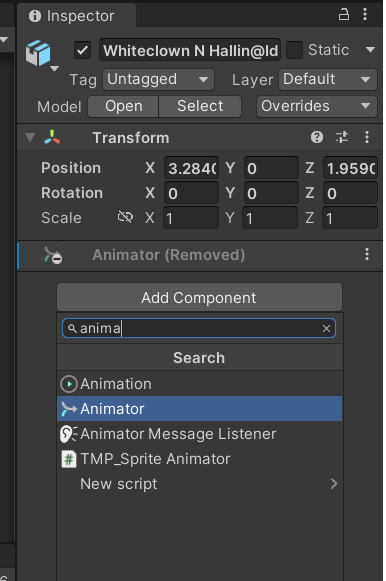 Inspector
Whiteclown N Hallin@Id
Static
Tag Untagged Layer Default
Model Open Select Overrides
Transform
Position X 3.2840 Y 0 Z 1.9590
Rotation X 0 Y 0 Z 0
Scale X 1 Y 1 Z 1
Animator (Removed)
Add Component
anima
Search
Animation
Animator
Animator Message Listener
# TMP_Sprite Animator
New script